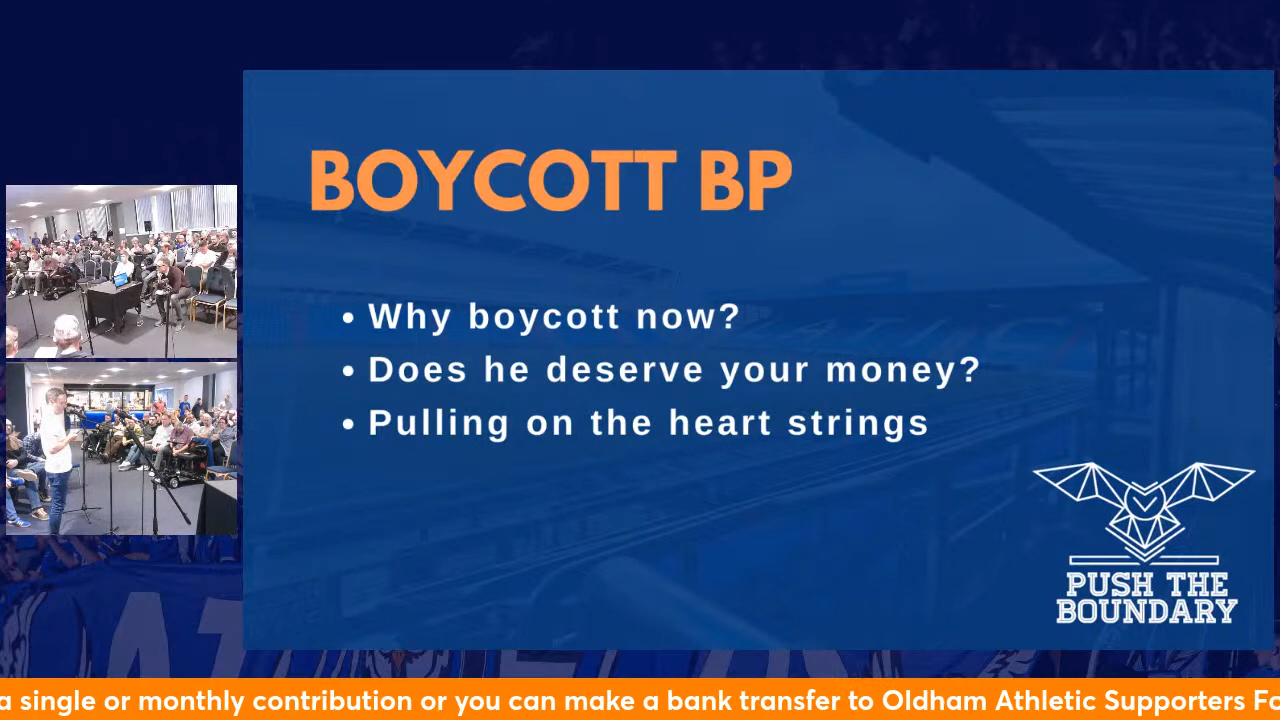 BOYCOTT BP
• Why boycott now?
• Does he deserve your money?
• Pulling on the heart strings
PUSH THE
BOUNDARY
a single or monthly contribution or you can make a bank transfer to Oldham Athletic Supporters Fo